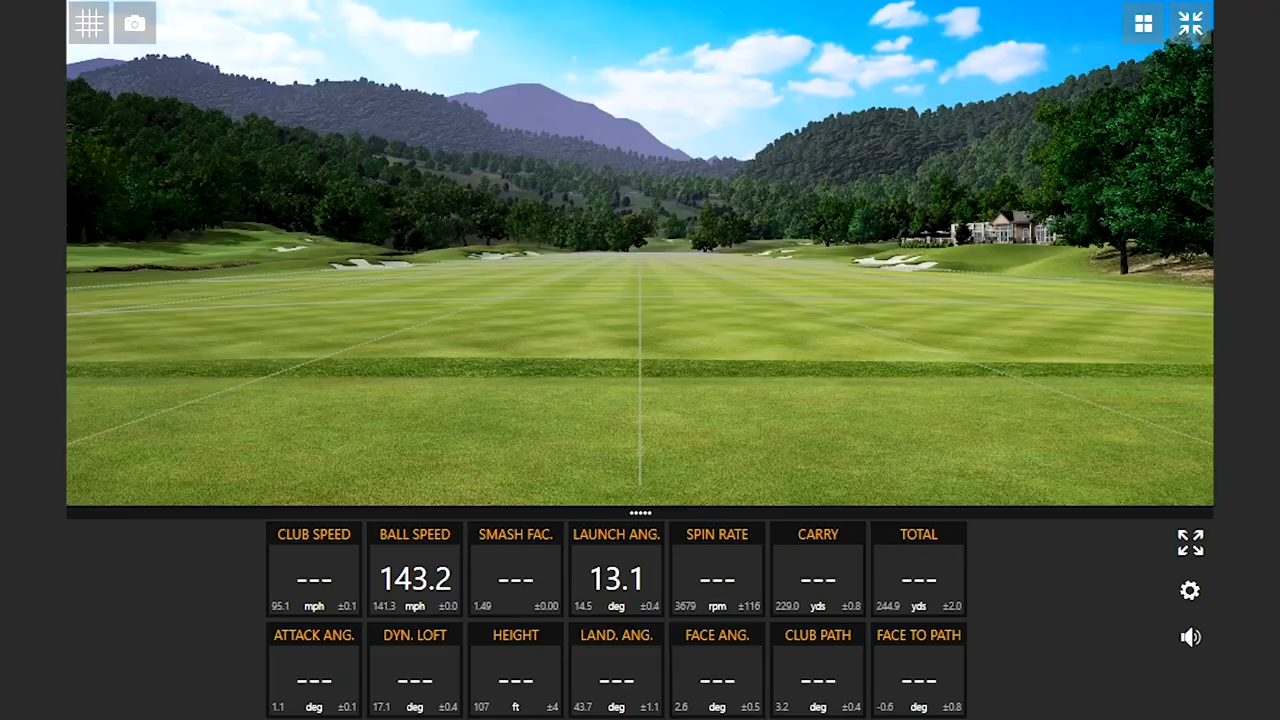 CLUB SPEED BALL SPEED SMASH FAC. LAUNCH ANG. SPIN RATE CARRY TOTAL
--- 143.2 --- 13.1 --- --- ---
95.1 mph ±0.1 141.3 mph ±0.0 1.49 ±0.00 14.5 deg ±0.4 3679 rpm ±116 229.0 yds ±0.8 244.9 yds ±2.0
ATTACK ANG. DYN. LOFT HEIGHT LAND. ANG. FACE ANG. CLUB PATH FACE TO PATH
--- --- --- --- --- --- ---
1.1 deg ±0.1 17.1 deg ±0.4 107 ft ±4 43.7 deg ±1.1 2.6 deg ±0.5 3.2 deg ±0.4 -0.6 deg ±0.8